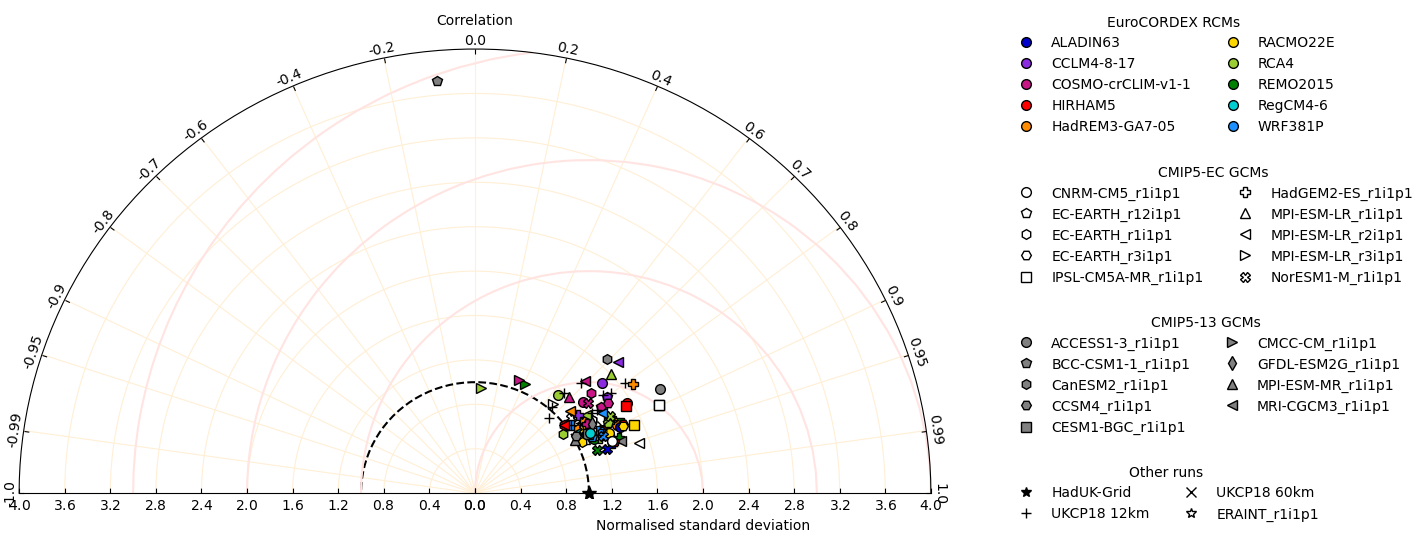 Correlation
-0.2 0.0 0.2
-0.4 0.4
-0.6 0.6
-0.7 0.7
-0.8 0.8
-0.9 0.9
-0.95 0.95
-0.99 0.99
-1.0 1.0
4.0 3.6 3.2 2.8 2.4 2.0 1.6 1.2 0.8 0.4 0.0 0.4 0.8 1.2 1.6 2.0 2.4 2.8 3.2 3.6 4.0
Normalised standard deviation
EuroCORDEX RCMs
ALADIN63 RACMO22E
CCLM4-8-17 RCA4
COSMO-crCLIM-v1-1 REMO2015
HIRHAM5 RegCM4-6
HadREM3-GA7-05 WRF381P
CMIP5-EC GCMs
CNRM-CM5_r1i1p1 HadGEM2-ES_r1i1p1
EC-EARTH_r12i1p1 MPI-ESM-LR_r1i1p1
EC-EARTH_r1i1p1 MPI-ESM-LR_r2i1p1
EC-EARTH_r3i1p1 MPI-ESM-LR_r3i1p1
IPSL-CM5A-MR_r1i1p1 NorESM1-M_r1i1p1
CMIP5-13 GCMs
ACCESS1-3_r1i1p1 CMCC-CM_r1i1p1
BCC-CSM1-1_r1i1p1 GFDL-ESM2G_r1i1p1
CanESM2_r1i1p1 MPI-ESM-MR_r1i1p1
CCSM4_r1i1p1 MRI-CGCM3_r1i1p1
CESM1-BGC_r1i1p1
Other runs
HadUK-Grid UKCP18 60km
UKCP18 12km ERAINT_r1i1p1